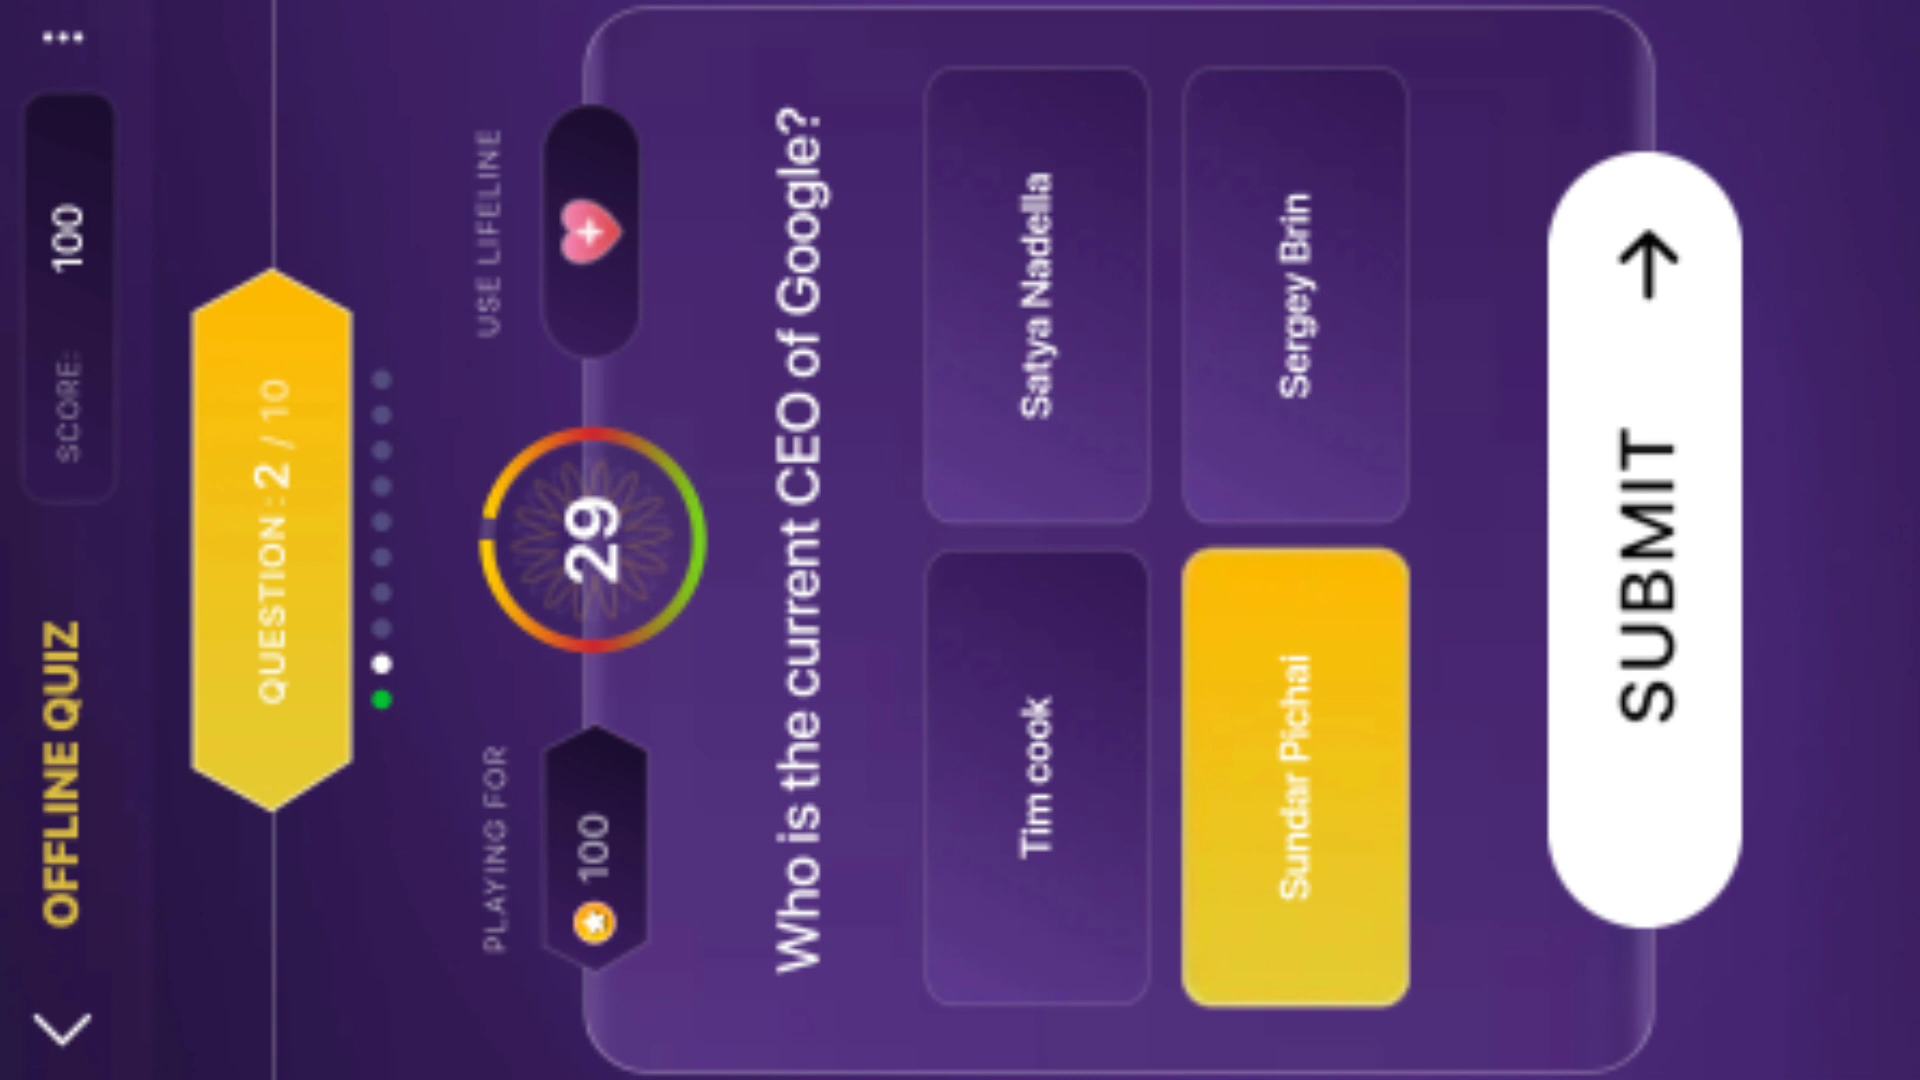 OFFLINE QUIZ
SCORE: 100
QUESTION : 2 / 10
PLAYING FOR
USE LIFELINE
100
29
Who is the current CEO of Google?
Tim cook
Satya Nadella
Sundar Pichai
Sergey Brin
SUBMIT